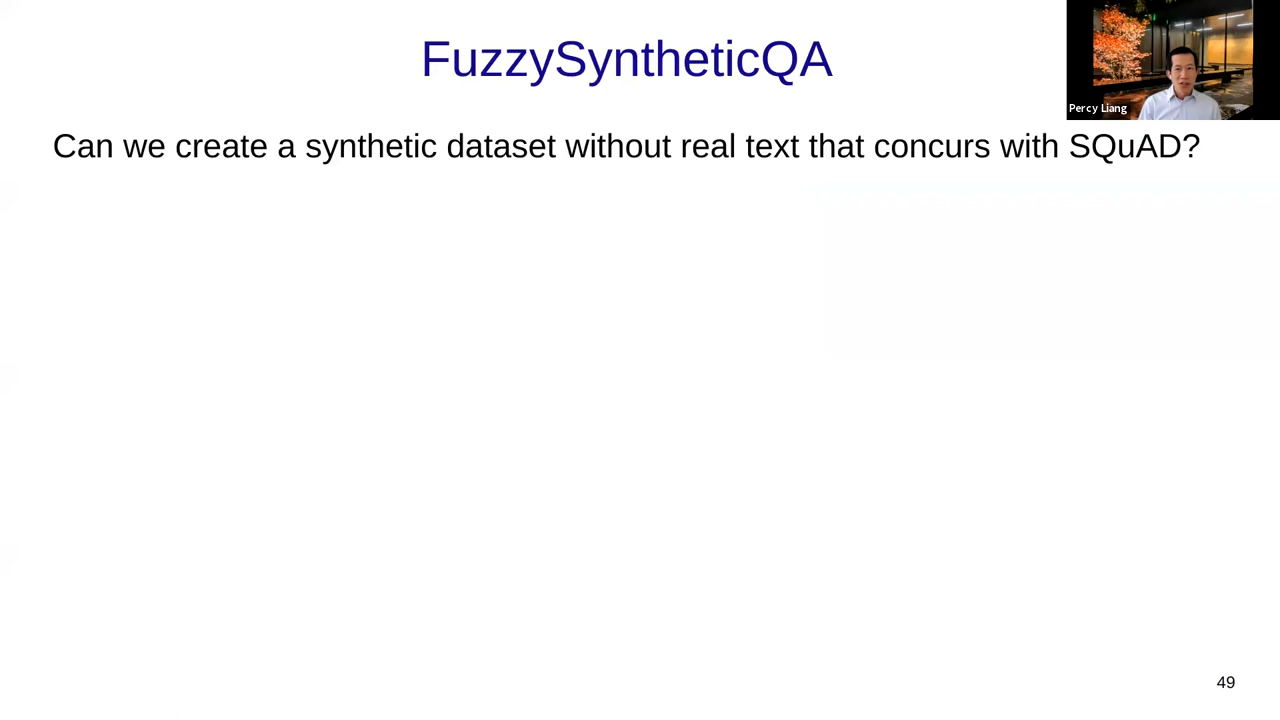 FuzzySyntheticQA
Percy Liang
Can we create a synthetic dataset without real text that concurs with SQuAD?
49